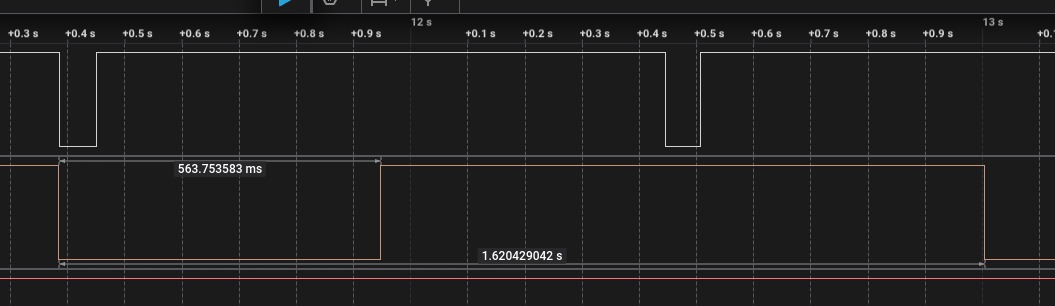 12 s
13 s
+0.3 s
+0.4 s
+0.5 s
+0.6 s
+0.7 s
+0.8 s
+0.9 s
+0.1 s
+0.2 s
+0.3 s
+0.4 s
+0.5 s
+0.6 s
+0.7 s
+0.8 s
+0.9 s
563.753583 ms
1.620429042 s